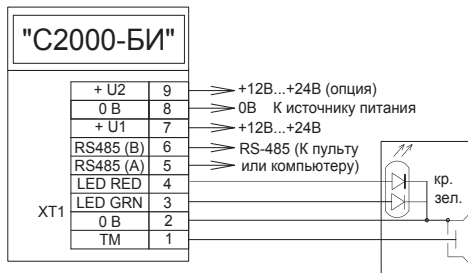 "С2000-БИ"
+ U2 9 +12В...+24В (опция)
0 В 8 0В К источнику питания
+ U1 7 +12В...+24В
RS485 (B) 6 RS-485 (К пульту
RS485 (A) 5 или компьютеру)
LED RED 4 кр.
LED GRN 3 зел.
XT1
0 В 2
TM 1